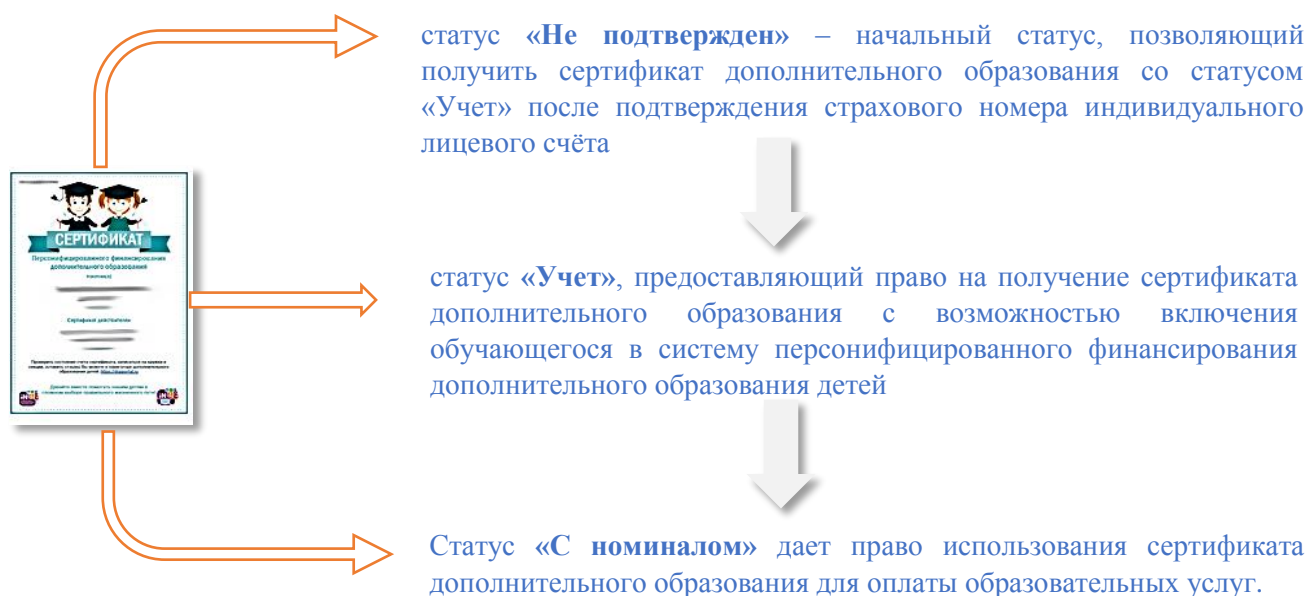 статус «Не подтвержден» – начальный статус, позволяющий
получить сертификат дополнительного образования со статусом
«Учет» после подтверждения страхового номера индивидуального
лицевого счёта
СЕРТИФИКАТ
Персонифицированного финансирования
дополнительного образования
статус «Учет», предоставляющий право на получение сертификата
дополнительного образования с возможностью включения
обучающегося в систему персонифицированного финансирования
дополнительного образования детей
Статус «С номиналом» дает право использования сертификата
дополнительного образования для оплаты образовательных услуг.